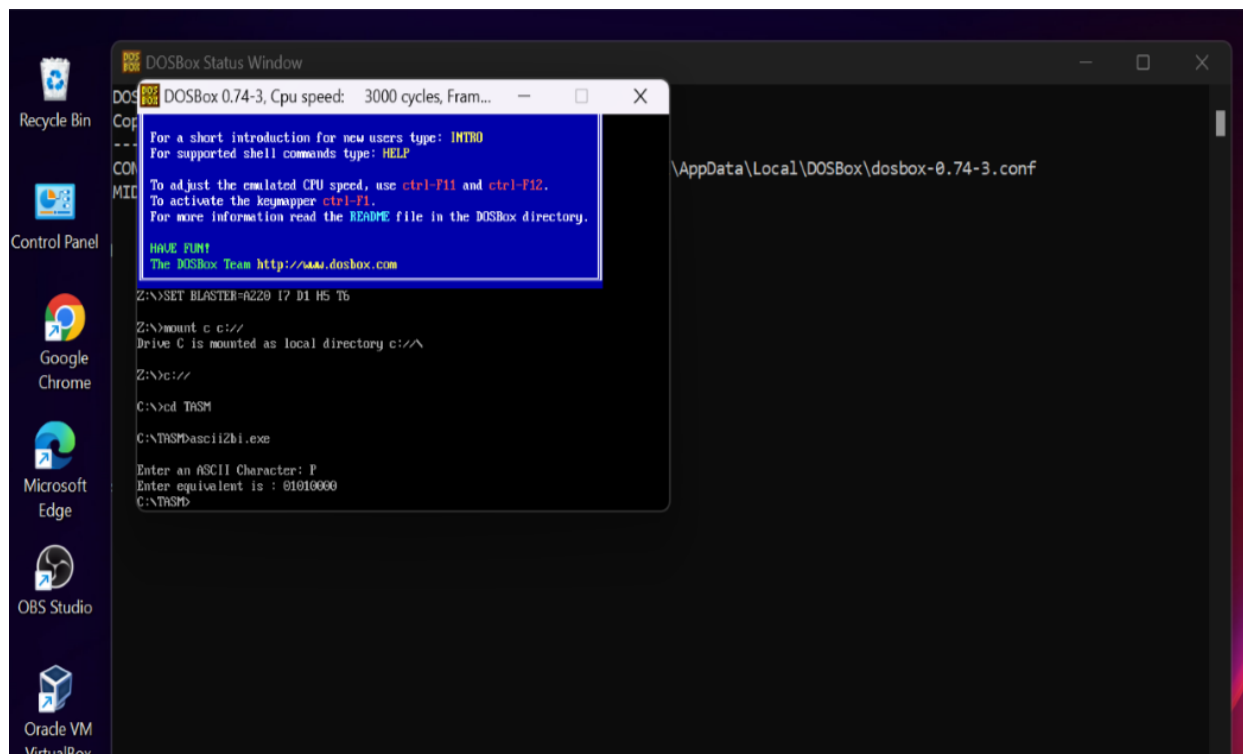 Recycle Bin
Control Panel
Google
Chrome
Microsoft
Edge
OBS Studio
Oracle VM
VirtualBox
DOSBox Status Window
DOS
Cop
---
CON
\AppData\Local\DOSBox\dosbox-0.74-3.conf
MID
DOSBox 0.74-3, Cpu speed: 3000 cycles, Fram...
For a short introduction for new users type: INTRO
For supported shell commands type: HELP
To adjust the emulated CPU speed, use ctrl-F11 and ctrl-F12.
To activate the keymapper ctrl-F1.
For more information read the README file in the DOSBox directory.
HAVE FUN!
The DOSBox Team http://www.dosbox.com
Z:\>SET BLASTER=A220 I7 D1 H5 T6
Z:\>mount c c://
Drive C is mounted as local directory c://\
Z:\>c://
C:\>cd TASM
C:\TASM>ascii2bi.exe
Enter an ASCII Character: P
Enter equivalent is : 01010000
C:\TASM>